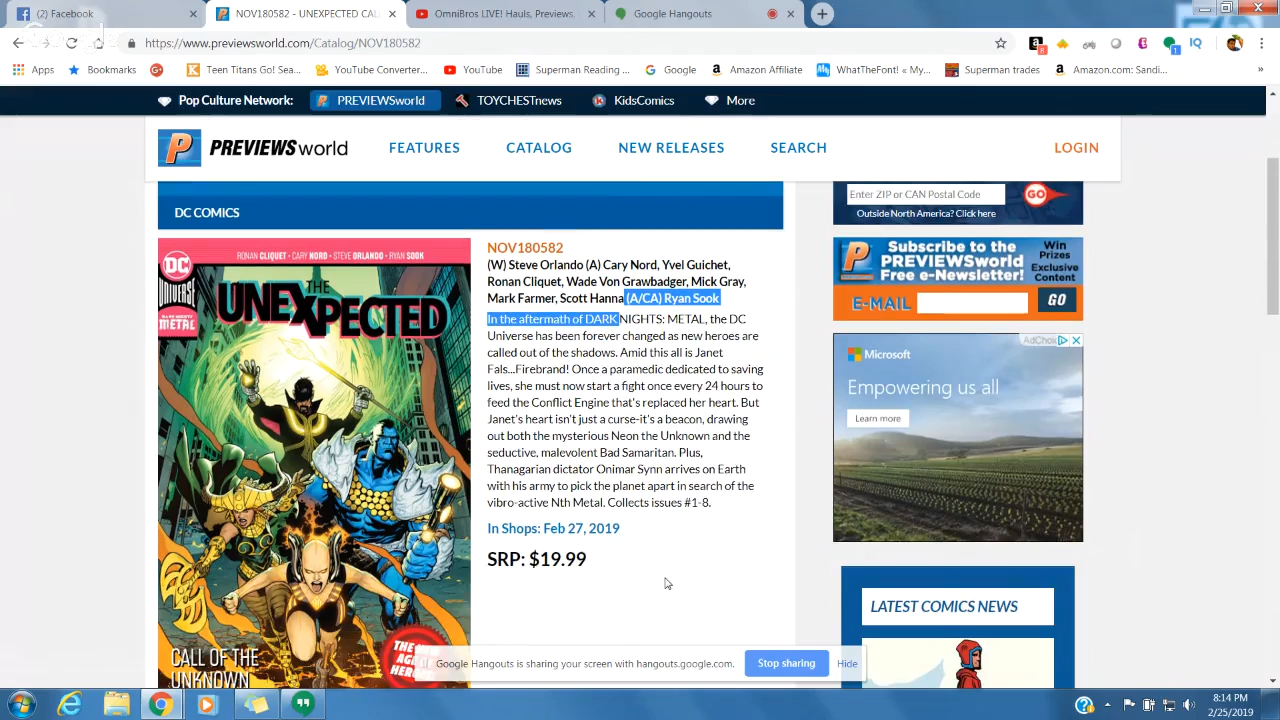 (2) Facebook
NOV180582 - UNEXPECTED CAL
OmniBros LIVE! Hauls, Previews,
Google Hangouts
https://www.previewsworld.com/Catalog/NOV180582
8
1
IQ
Apps
Bookmarks
Teen Titans Go! Sea...
YouTube Converter...
YouTube
Superman Reading ...
Google
Amazon Affiliate
WhatTheFont! « My...
Superman trades
Amazon.com: Sandi...
»
Pop Culture Network:
PREVIEWSworld
TOYCHESTnews
KidsComics
More
PREVIEWSworld
FEATURES
CATALOG
NEW RELEASES
SEARCH
LOGIN
DC COMICS
RONAN CLIQUET • CARY NORD • STEVE ORLANDO • RYAN SOOK
DC
UNIVERSE
DARK NIGHTS
METAL
THE
UNEXPECTED
CALL OF THE
UNKNOWN
NOV180582
(W) Steve Orlando (A) Cary Nord, Yvel Guichet,
Ronan Cliquet, Wade Von Grawbadger, Mick Gray,
Mark Farmer, Scott Hanna (A/CA) Ryan Sook
In the aftermath of DARK NIGHTS: METAL, the DC
Universe has been forever changed as new heroes are
called out of the shadows. Amid this all is Janet
Fals...Firebrand! Once a paramedic dedicated to saving
lives, she must now start a fight once every 24 hours to
feed the Conflict Engine that's replaced her heart. But
Janet's heart isn't just a curse-it's a beacon, drawing
out both the mysterious Neon the Unknown and the
seductive, malevolent Bad Samaritan. Plus,
Thanagarian dictator Onimar Synn arrives on Earth
with his army to pick the planet apart in search of the
vibro-active Nth Metal. Collects issues #1-8.
In Shops: Feb 27, 2019
SRP: $19.99
Enter ZIP or CAN Postal Code
GO
Outside North America? Click here
Subscribe to the
PREVIEWSworld
Free e-Newsletter!
Win
Prizes
Exclusive
Content
E-MAIL
GO
AdChoi
Microsoft
Empowering us all
Learn more
LATEST COMICS NEWS
Google Hangouts is sharing your screen with hangouts.google.com.
Stop sharing
Hide
8:14 PM
2/25/2019